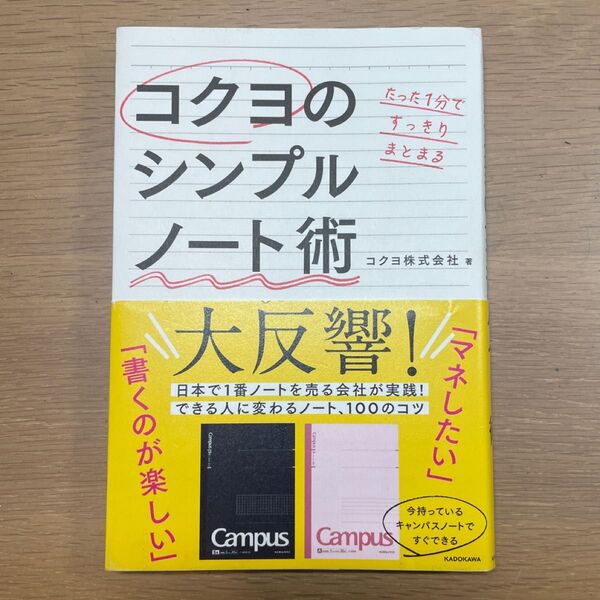 コクヨの
シンプル
ノート術
たった1分で
すっきり
まとまる
コクヨ株式会社 著
大反響！
「マネしたい」
「書くのが楽しい」
日本で1番ノートを売る会社が実践！
できる人に変わるノート、100のコツ
Campus
Campus
今持っている
キャンパスノートで
すぐできる
KADOKAWA